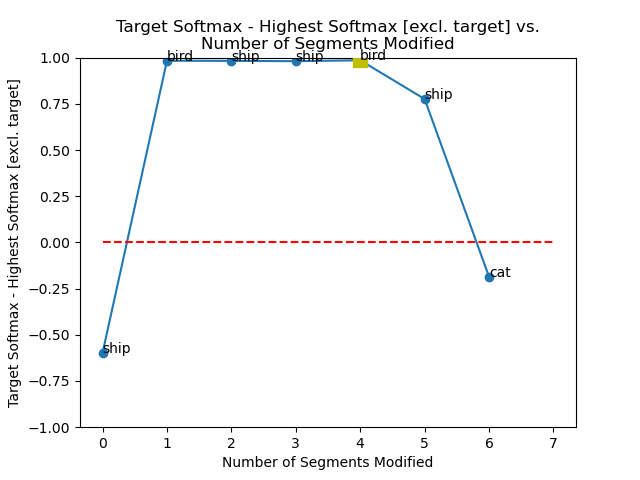 Target Softmax - Highest Softmax [excl. target] vs.
Number of Segments Modified
Target Softmax - Highest Softmax [excl. target]
1.00
0.75
0.50
0.25
0.00
−0.25
−0.50
−0.75
−1.00
ship
bird
ship
ship
bird
ship
cat
0 1 2 3 4 5 6 7
Number of Segments Modified